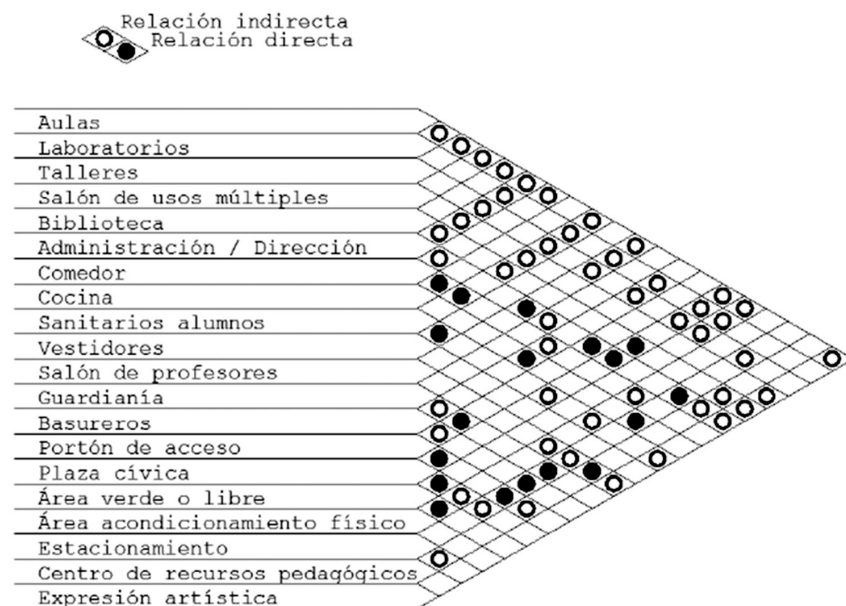 Relación indirecta
Relación directa
Aulas
Laboratorios
Talleres
Salón de usos múltiples
Biblioteca
Administración / Dirección
Comedor
Cocina
Sanitarios alumnos
Vestidores
Salón de profesores
Guardianía
Basureros
Portón de acceso
Plaza cívica
Área verde o libre
Área acondicionamiento físico
Estacionamiento
Centro de recursos pedagógicos
Expresión artística